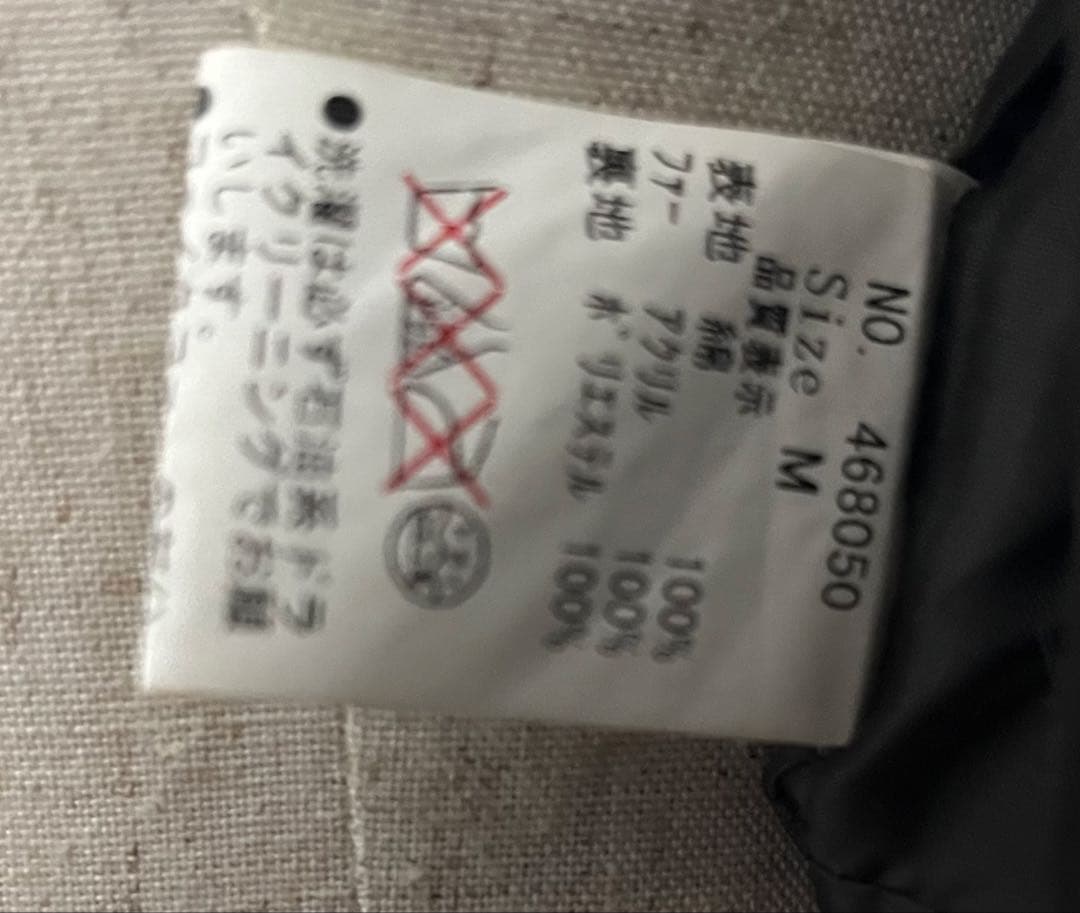 NO. 468050
Size M
品質表示
表地 綿 100%
ファー アクリル 100%
裏地 ポリエステル 100%
●洗濯は必ず石油系ドラ
イクリーニングでお願
いします。